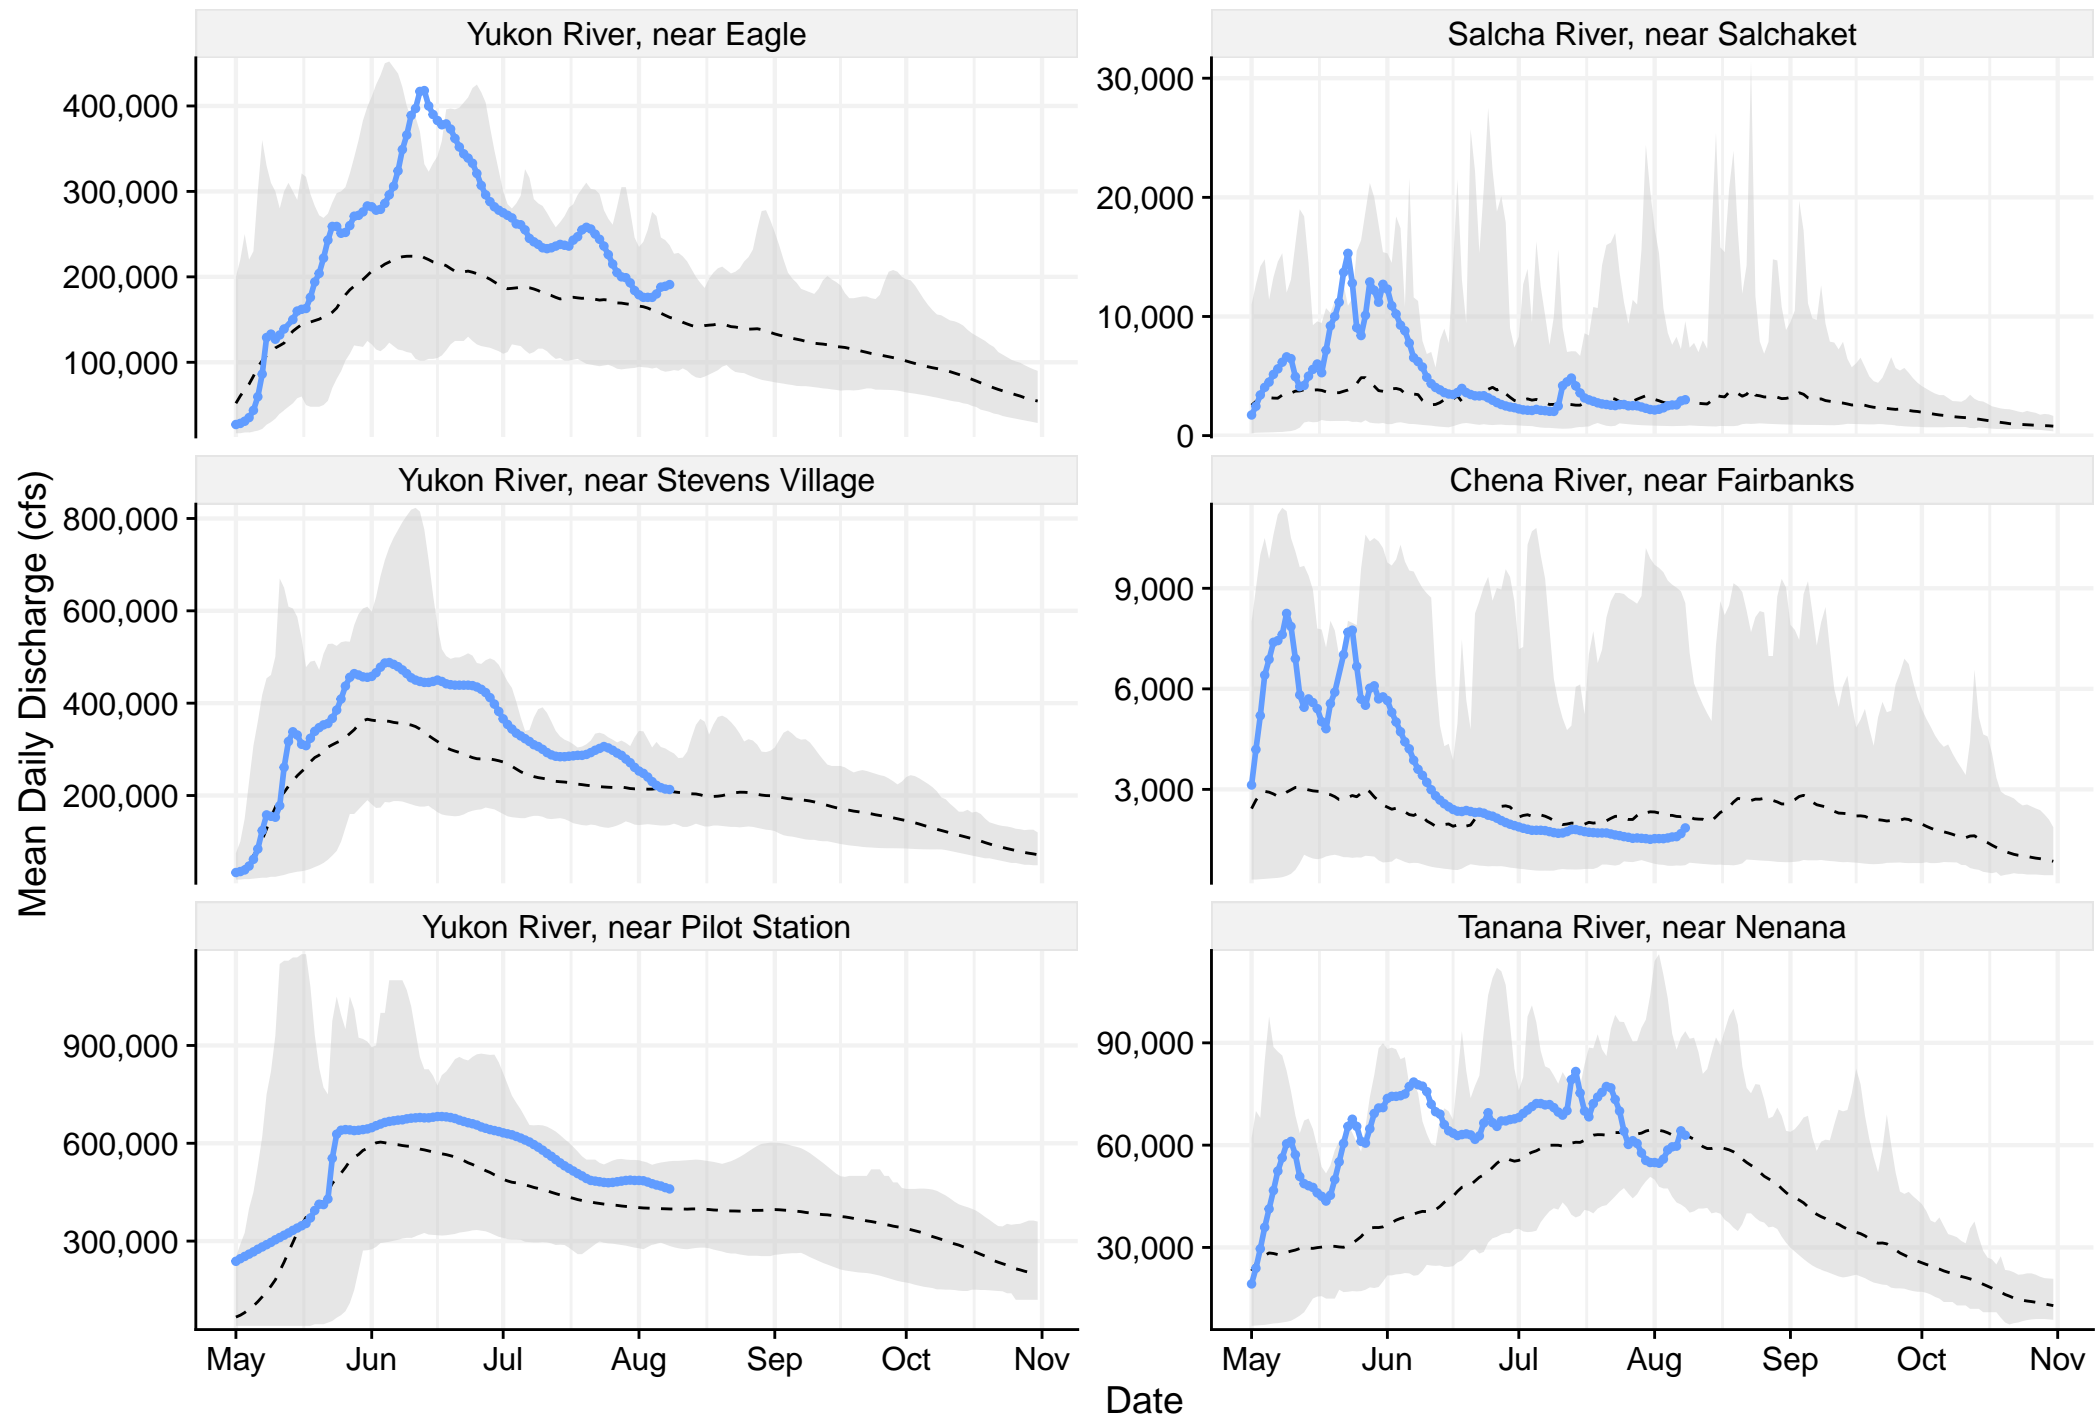 Yukon River, near Eagle
Salcha River, near Salchaket
400,000
300,000
200,000
100,000
30,000
20,000
10,000
0
Yukon River, near Stevens Village
Chena River, near Fairbanks
800,000
600,000
400,000
200,000
9,000
6,000
3,000
Mean Daily Discharge (cfs)
Yukon River, near Pilot Station
Tanana River, near Nenana
900,000
600,000
300,000
90,000
60,000
30,000
May Jun Jul Aug Sep Oct Nov
May Jun Jul Aug Sep Oct Nov
Date